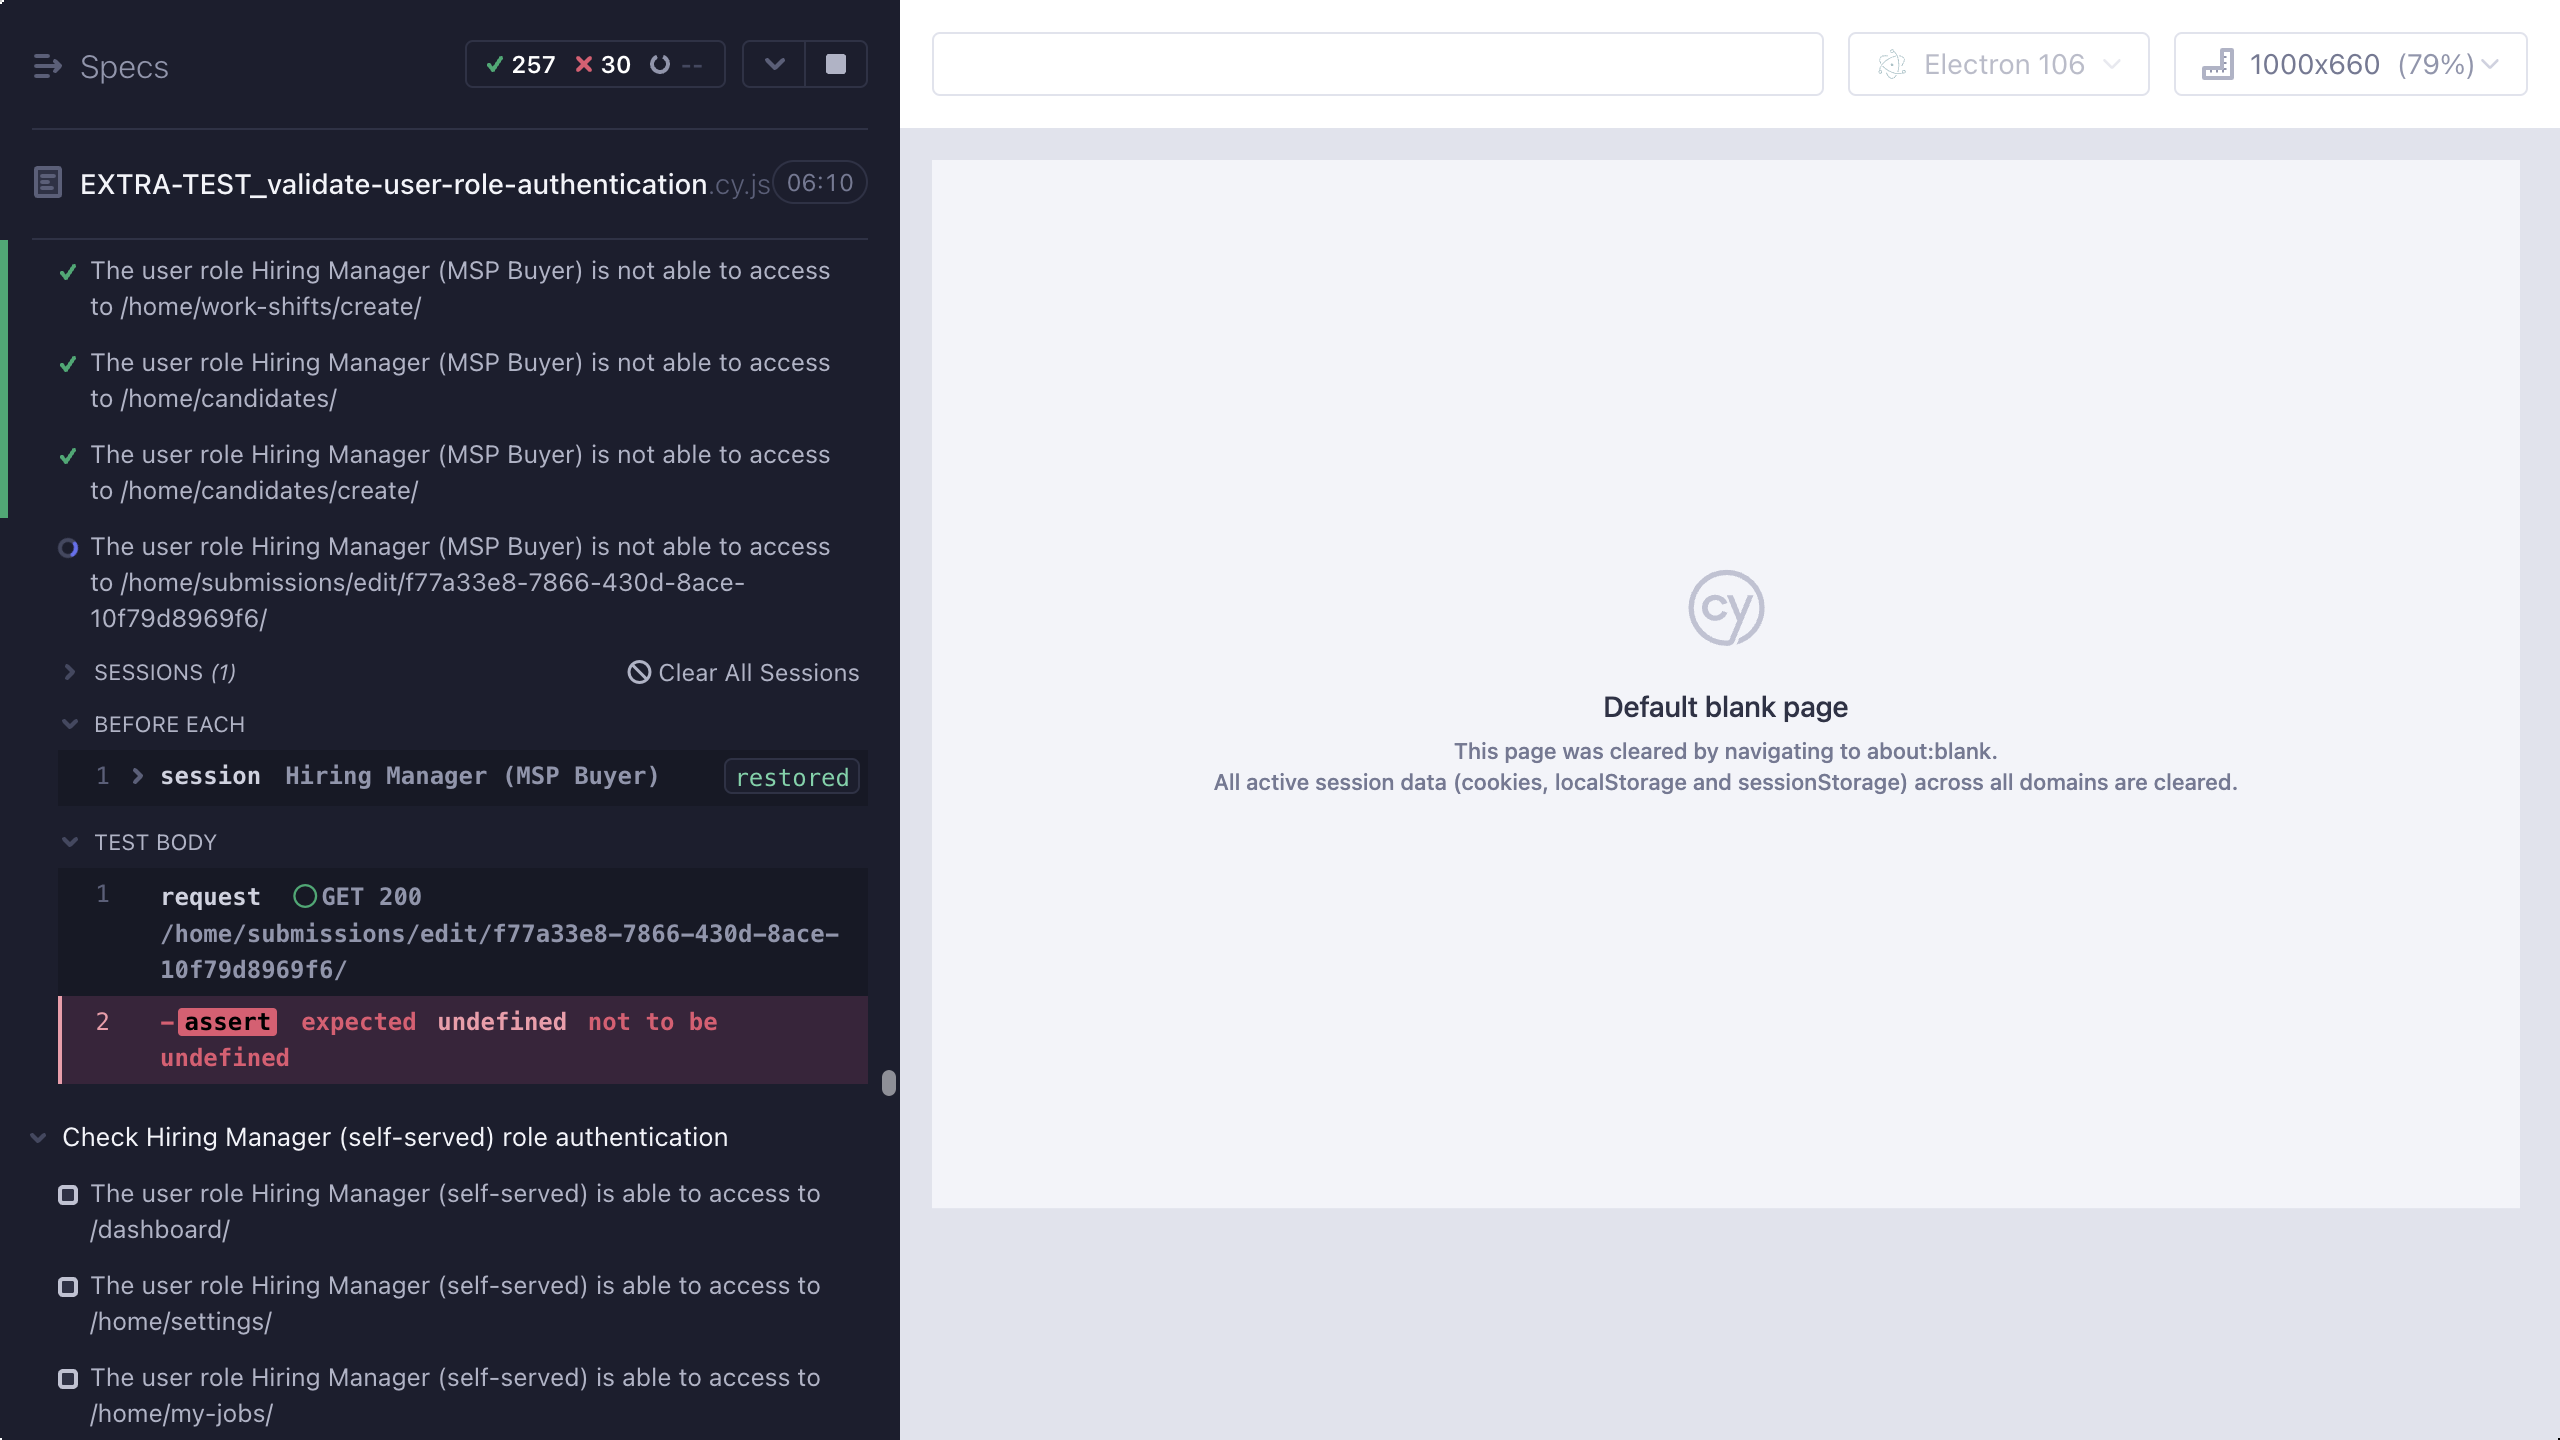 Specs
257 30 --
EXTRA-TEST_validate-user-role-authentication.cy.js 06:10
The user role Hiring Manager (MSP Buyer) is not able to access
to /home/work-shifts/create/
The user role Hiring Manager (MSP Buyer) is not able to access
to /home/candidates/
The user role Hiring Manager (MSP Buyer) is not able to access
to /home/candidates/create/
The user role Hiring Manager (MSP Buyer) is not able to access
to /home/submissions/edit/f77a33e8-7866-430d-8ace-
10f79d8969f6/
SESSIONS (1) Clear All Sessions
BEFORE EACH
1 session Hiring Manager (MSP Buyer) restored
TEST BODY
1 request GET 200
/home/submissions/edit/f77a33e8-7866-430d-8ace-
10f79d8969f6/
2 -assert expected undefined not to be
undefined
Check Hiring Manager (self-served) role authentication
The user role Hiring Manager (self-served) is able to access to
/dashboard/
The user role Hiring Manager (self-served) is able to access to
/home/settings/
The user role Hiring Manager (self-served) is able to access to
/home/my-jobs/
Electron 106
1000x660 (79%)
cy
Default blank page
This page was cleared by navigating to about:blank.
All active session data (cookies, localStorage and sessionStorage) across all domains are cleared.